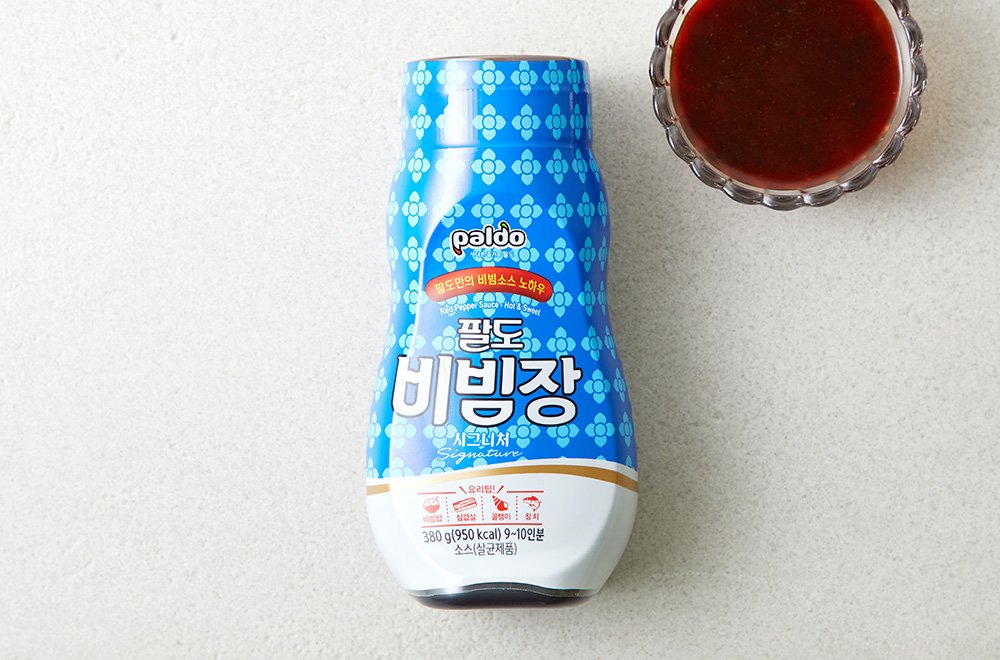 paldo
팔도만의 비빔소스 노하우
Red Pepper Sauce - Hot & Sweet
팔도
비빔장
시그니처
Signature
요리팁!
비빔밥 삼겹살 골뱅이 참치
380 g(950 kcal) 9~10인분
소스(살균제품)